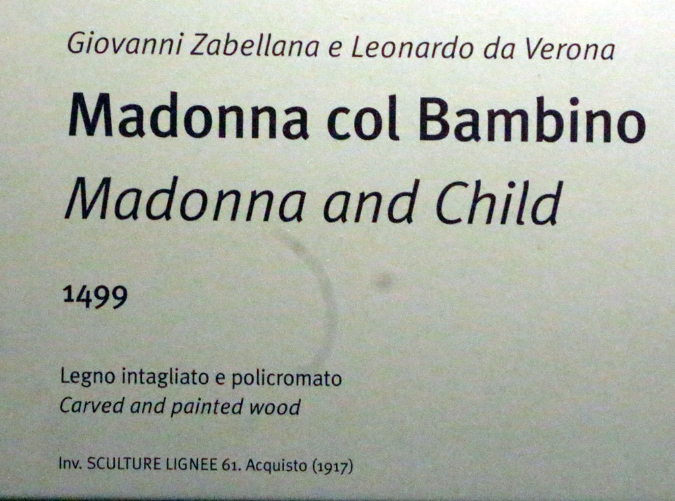 Giovanni Zabellana e Leonardo da Verona
Madonna col Bambino
Madonna and Child
1499
Legno intagliato e policromato
Carved and painted wood
Inv. SCULTURE LIGNEE 61. Acquisto (1917)